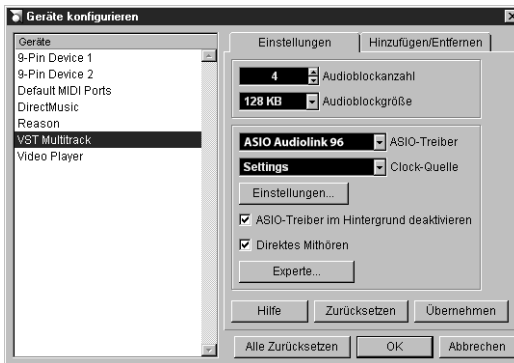 Geräte konfigurieren
Geräte
9-Pin Device 1
9-Pin Device 2
Default MIDI Ports
DirectMusic
Reason
VST Multitrack
Video Player
Einstellungen
Hinzufügen/Entfernen
4 Audioblockanzahl
128 KB Audioblockgröße
ASIO Audiolink 96 ASIO-Treiber
Settings Clock-Quelle
Einstellungen...
ASIO-Treiber im Hintergrund deaktivieren
Direktes Mithören
Experte...
Hilfe Zurücksetzen Übernehmen
Alle Zurücksetzen OK Abbrechen